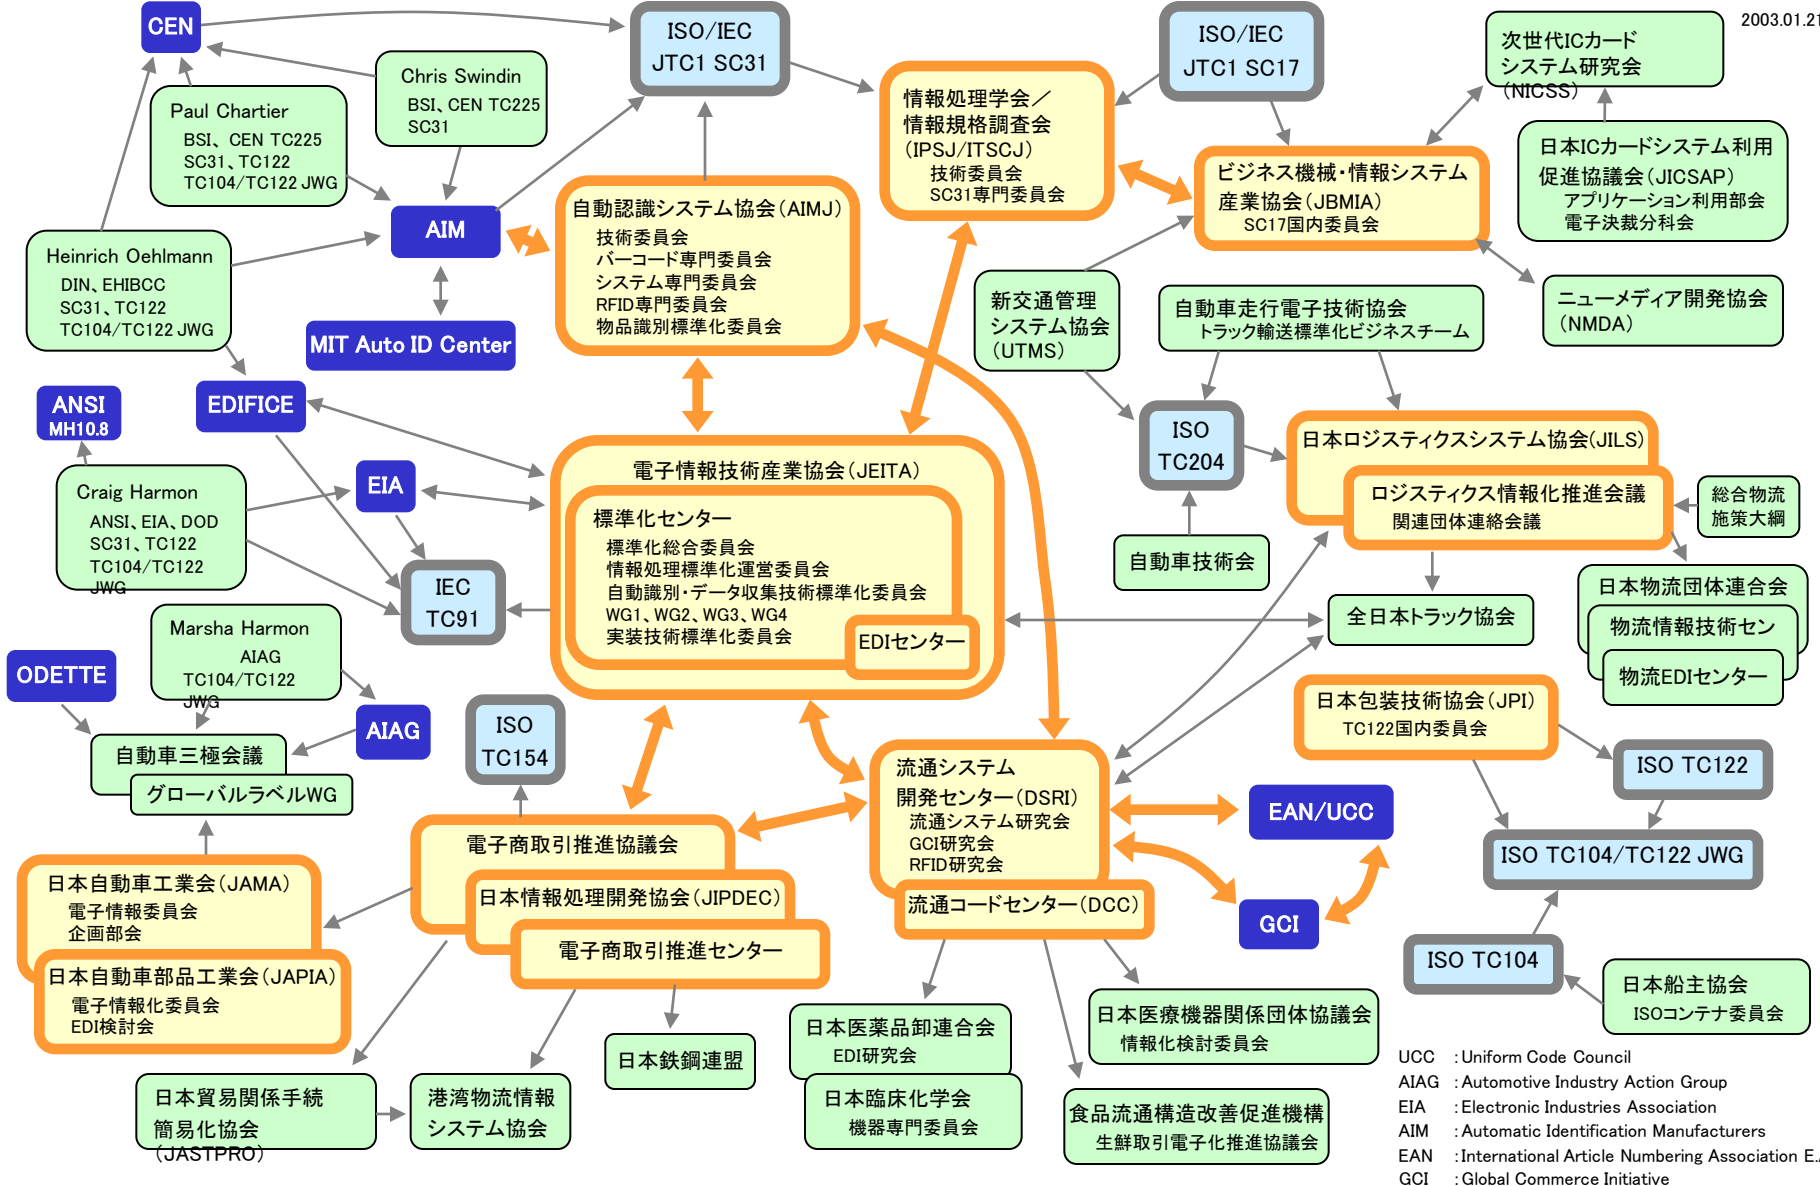 2003.01.21
CEN
ISO/IEC
JTC1 SC31
ISO/IEC
JTC1 SC17
次世代ICカード
システム研究会
(NICSS)
Chris Swindin
BSI、CEN TC225
SC31
Paul Chartier
BSI、CEN TC225
SC31、TC122
TC104/TC122 JWG
情報処理学会／
情報規格調査会
(IPSJ/ITSCJ)
技術委員会
SC31専門委員会
日本ICカードシステム利用
促進協議会(JICSAP)
アプリケーション利用部会
電子決裁分科会
ビジネス機械・情報システム
産業協会(JBMIA)
SC17国内委員会
AIM
自動認識システム協会(AIMJ)
技術委員会
バーコード専門委員会
システム専門委員会
RFID専門委員会
物品識別標準化委員会
Heinrich Oehlmann
DIN、EHIBCC
SC31、TC122
TC104/TC122 JWG
MIT Auto ID Center
新交通管理
システム協会
(UTMS)
自動車走行電子技術協会
トラック輸送標準化ビジネスチーム
ニューメディア開発協会
(NMDA)
ANSI
MH10.8
EDIFICE
ISO
TC204
日本ロジスティクスシステム協会(JILS)
ロジスティクス情報化推進会議
関連団体連絡会議
総合物流
施策大綱
電子情報技術産業協会(JEITA)
標準化センター
標準化総合委員会
情報処理標準化運営委員会
自動識別・データ収集技術標準化委員会
WG1、WG2、WG3、WG4
実装技術標準化委員会
EDIセンター
EIA
Craig Harmon
ANSI、EIA、DOD
SC31、TC122
TC104/TC122
JWG
IEC
TC91
自動車技術会
全日本トラック協会
日本物流団体連合会
物流情報技術セン
物流EDIセンター
Marsha Harmon
AIAG
TC104/TC122
JWG
ODETTE
AIAG
自動車三極会議
グローバルラベルWG
ISO
TC154
日本包装技術協会(JPI)
TC122国内委員会
ISO TC122
流通システム
開発センター(DSRI)
流通システム研究会
GCI研究会
RFID研究会
流通コードセンター(DCC)
EAN/UCC
GCI
ISO TC104/TC122 JWG
ISO TC104
日本船主協会
ISOコンテナ委員会
電子商取引推進協議会
日本情報処理開発協会(JIPDEC)
電子商取引推進センター
日本自動車工業会(JAMA)
電子情報委員会
企画部会
日本自動車部品工業会(JAPIA)
電子情報化委員会
EDI検討会
日本貿易関係手続
簡易化協会
(JASTPRO)
港湾物流情報
システム協会
日本鉄鋼連盟
日本医薬品卸連合会
EDI研究会
日本臨床化学会
機器専門委員会
日本医療機器関係団体協議会
情報化検討委員会
食品流通構造改善促進機構
生鮮取引電子化推進協議会
UCC :Uniform Code Council
AIAG :Automotive Industry Action Group
EIA :Electronic Industries Association
AIM :Automatic Identification Manufacturers
EAN :International Article Numbering Association E.
GCI :Global Commerce Initiative